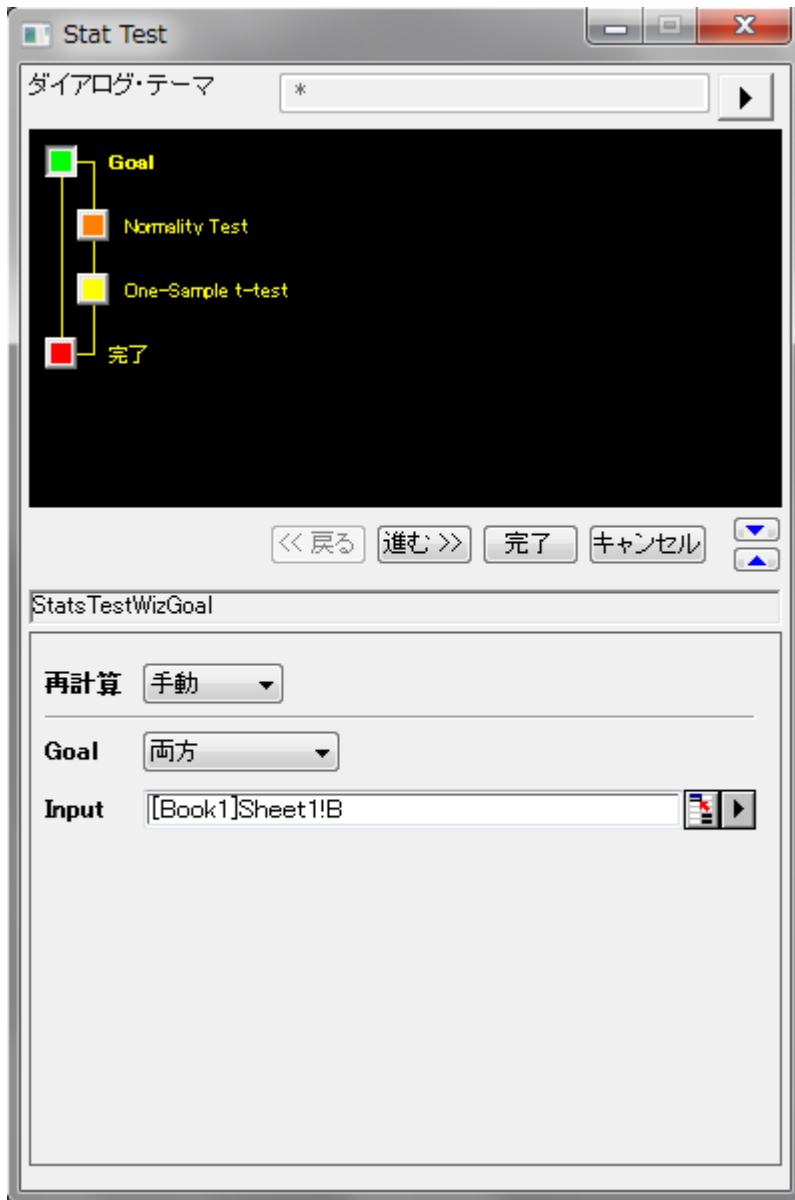 Stat Test
ダイアログ・テーマ *
Goal
Normality Test
One-Sample t-test
完了
<< 戻る 進む >> 完了 キャンセル
StatsTestWizGoal
再計算 手動
Goal 両方
Input [Book1]Sheet1!B